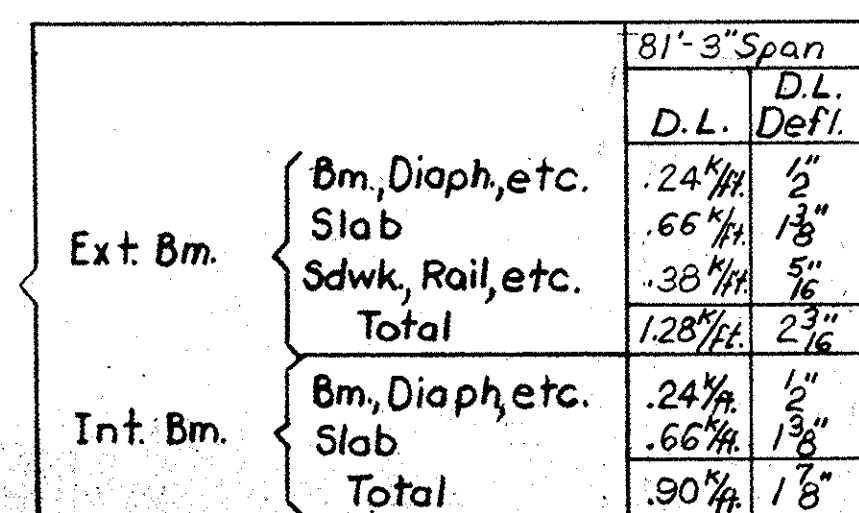 81'-3" Span
D.L. D.L. Defl.
Ext. Bm.
Bm., Diaph., etc. .24 k/ft. 1/2"
Slab .66 k/ft. 1 3/8"
Sdwk., Rail, etc. .38 k/ft. 5/16"
Total 1.28 k/ft. 2 3/16"
Int. Bm.
Bm., Diaph, etc. .24 k/ft. 1/2"
Slab .66 k/ft. 1 3/8"
Total .90 k/ft. 1 7/8"